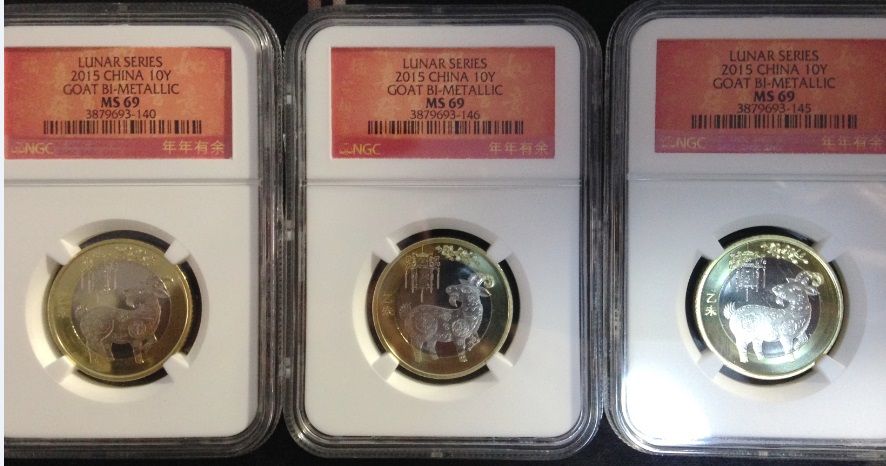 LUNAR SERIES
2015 CHINA 10Y
GOAT BI-METALLIC
MS 69
3879693-140
NGC
年年有余
LUNAR SERIES
2015 CHINA 10Y
GOAT BI-METALLIC
MS 69
3879693-146
NGC
年年有余
LUNAR SERIES
2015 CHINA 10Y
GOAT BI-METALLIC
MS 69
3879693-145
NGC
年年有余
乙未